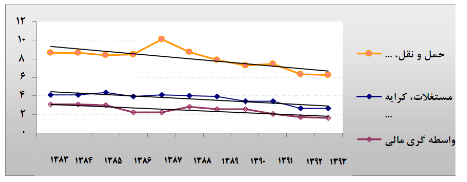 ۱۲
۱۰
۸
۶
۴
۲
۰
۱۳۸۳ ۱۳۸۴ ۱۳۸۵ ۱۳۸۶ ۱۳۸۷ ۱۳۸۸ ۱۳۸۹ ۱۳۹۰ ۱۳۹۱ ۱۳۹۲ ۱۳۹۳
حمل و نقل، ...
مستغلات، کرایه
...
واسطه گری مالی